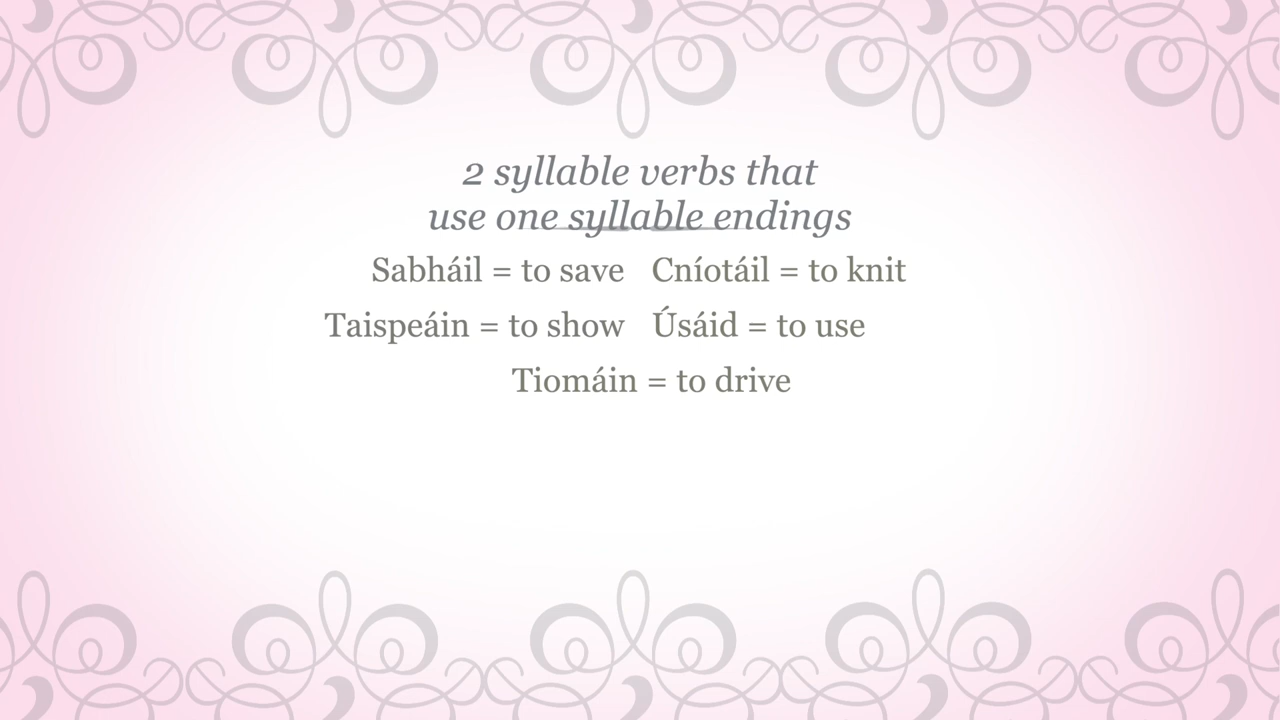 2 syllable verbs that
use one syllable endings
Sabháil = to save Cníotáil = to knit
Taispeáin = to show Úsáid = to use
Tiomáin = to drive